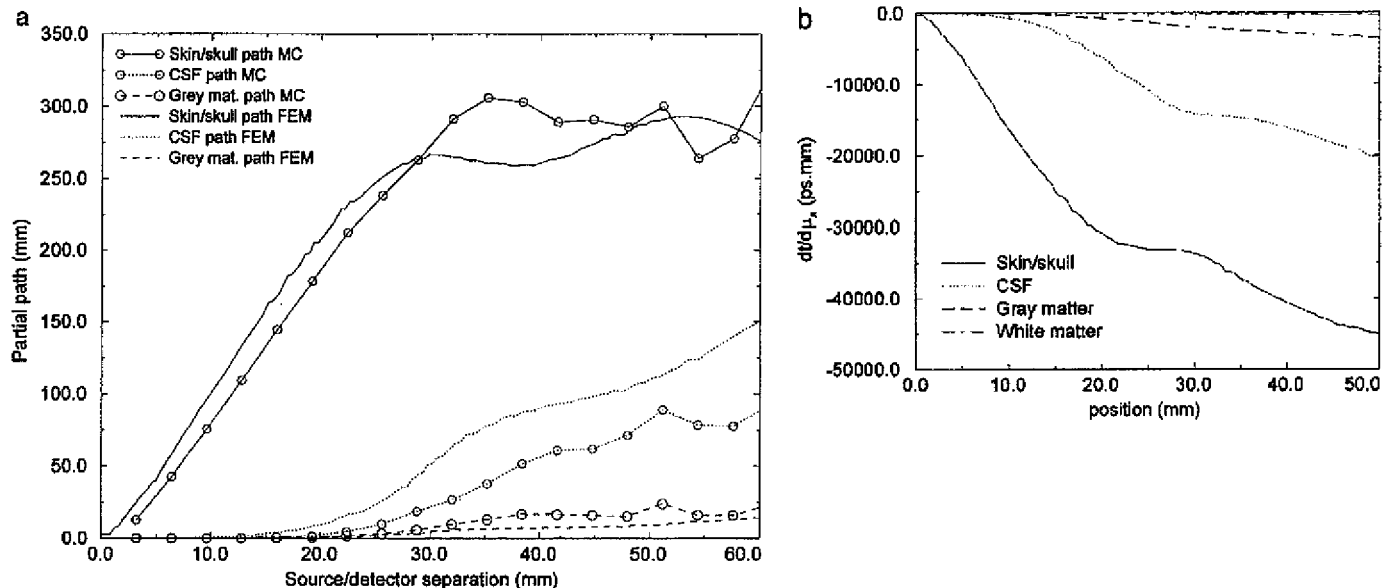 a
350.0
300.0
250.0
200.0
150.0
100.0
50.0
0.0
Partial path (mm)
Skin/skull path MC
CSF path MC
Grey mat. path MC
Skin/skull path FEM
CSF path FEM
Grey mat. path FEM
0.0 10.0 20.0 30.0 40.0 50.0 60.0
Source/detector separation (mm)
b
0.0
-10000.0
-20000.0
-30000.0
-40000.0
-50000.0
dt/dμa (ps.mm)
Skin/skull
CSF
Gray matter
White matter
0.0 10.0 20.0 30.0 40.0 50.0
position (mm)